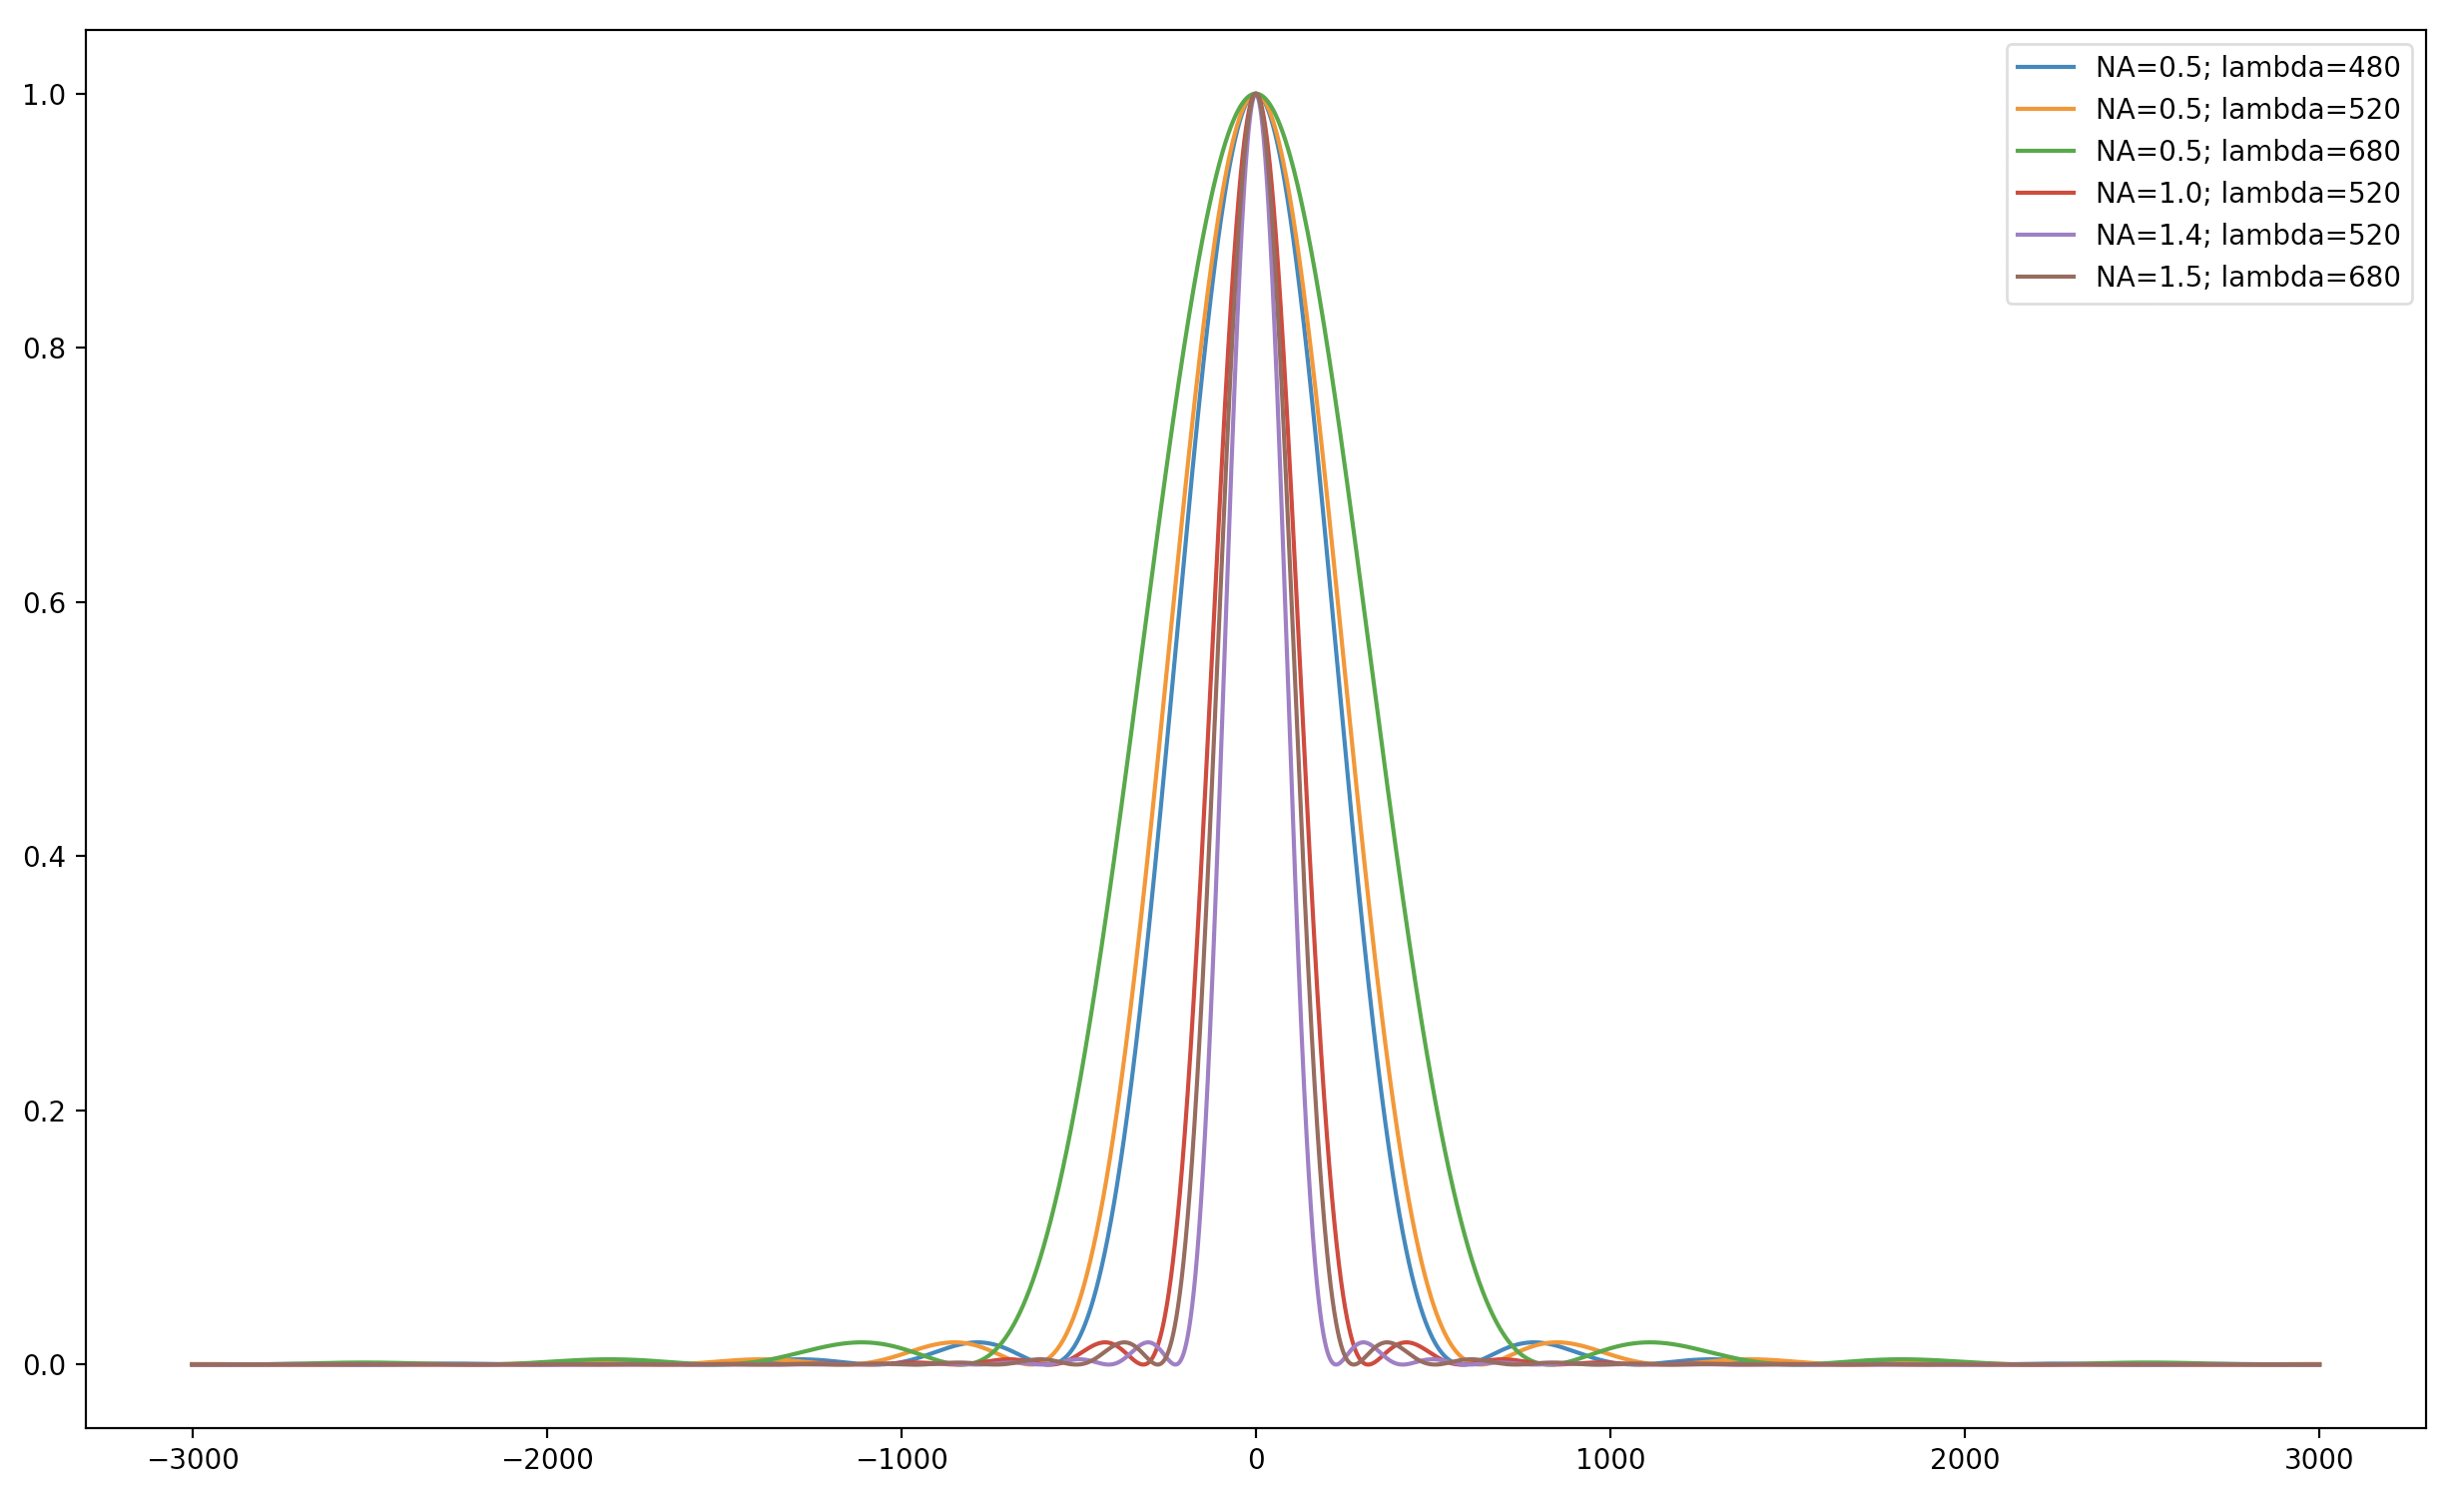 NA=0.5; lambda=480
NA=0.5; lambda=520
NA=0.5; lambda=680
NA=1.0; lambda=520
NA=1.4; lambda=520
NA=1.5; lambda=680
1.0
0.8
0.6
0.4
0.2
0.0
−3000 −2000 −1000 0 1000 2000 3000